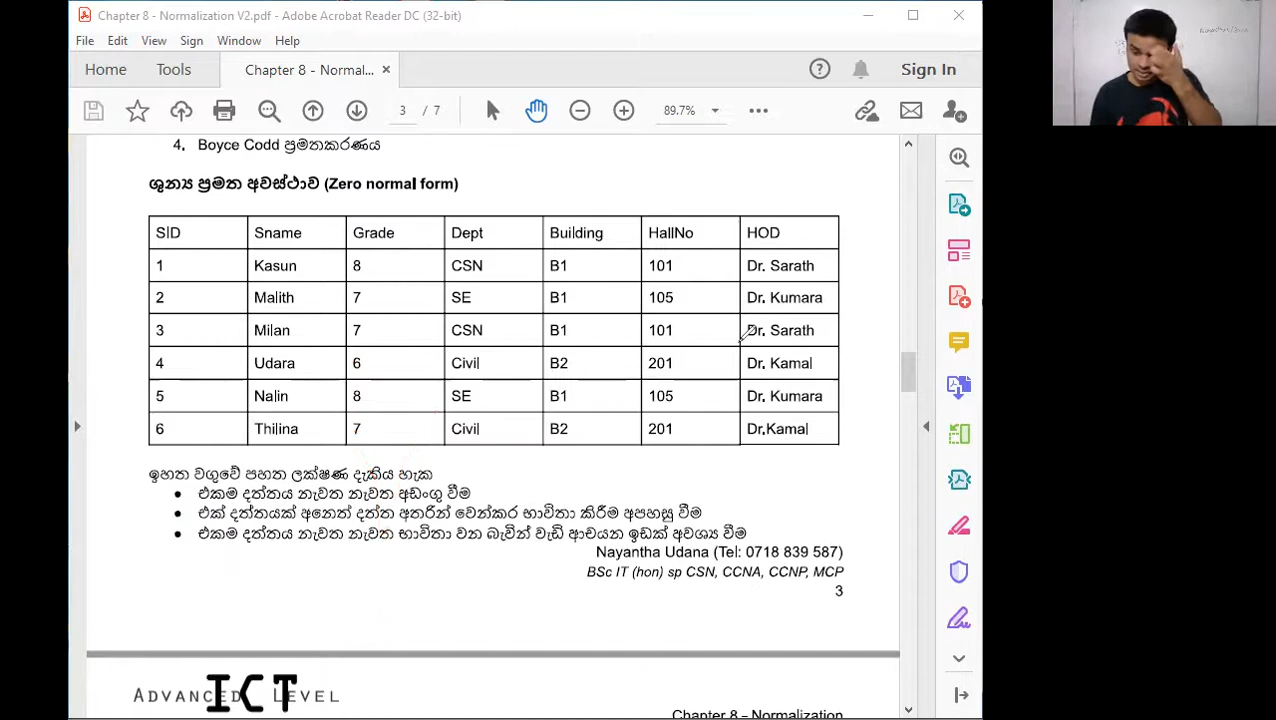 Chapter 8 - Normalization V2.pdf - Adobe Acrobat Reader DC (32-bit)
File Edit View Sign Window Help
Home Tools Chapter 8 - Normal... Sign In
3 / 7 89.7%
4. Boyce Codd ප්‍රමතකරණය
ශුන්‍ය ප්‍රමත අවස්ථාව (Zero normal form)
SID Sname Grade Dept Building HallNo HOD
1 Kasun 8 CSN B1 101 Dr. Sarath
2 Malith 7 SE B1 105 Dr. Kumara
3 Milan 7 CSN B1 101 Dr. Sarath
4 Udara 6 Civil B2 201 Dr. Kamal
5 Nalin 8 SE B1 105 Dr. Kumara
6 Thilina 7 Civil B2 201 Dr,Kamal
ඉහත වගුවේ පහත ලක්ෂණ දැකිය හැක
• එකම දත්තය නැවත නැවත අඩංගු වීම
• එක් දත්තයක් අනෙත් දත්ත අතරින් වෙන්කර භාවිතා කිරීම අපහසු වීම
• එකම දත්තය නැවත නැවත භාවිතා වන බැවින් වැඩි ආචයන ඉඩක් අවශ්‍ය වීම
Nayantha Udana (Tel: 0718 839 587)
BSc IT (hon) sp CSN, CCNA, CCNP, MCP
3
ADVANCED LEVEL ICT
Chapter 8 – Normalization